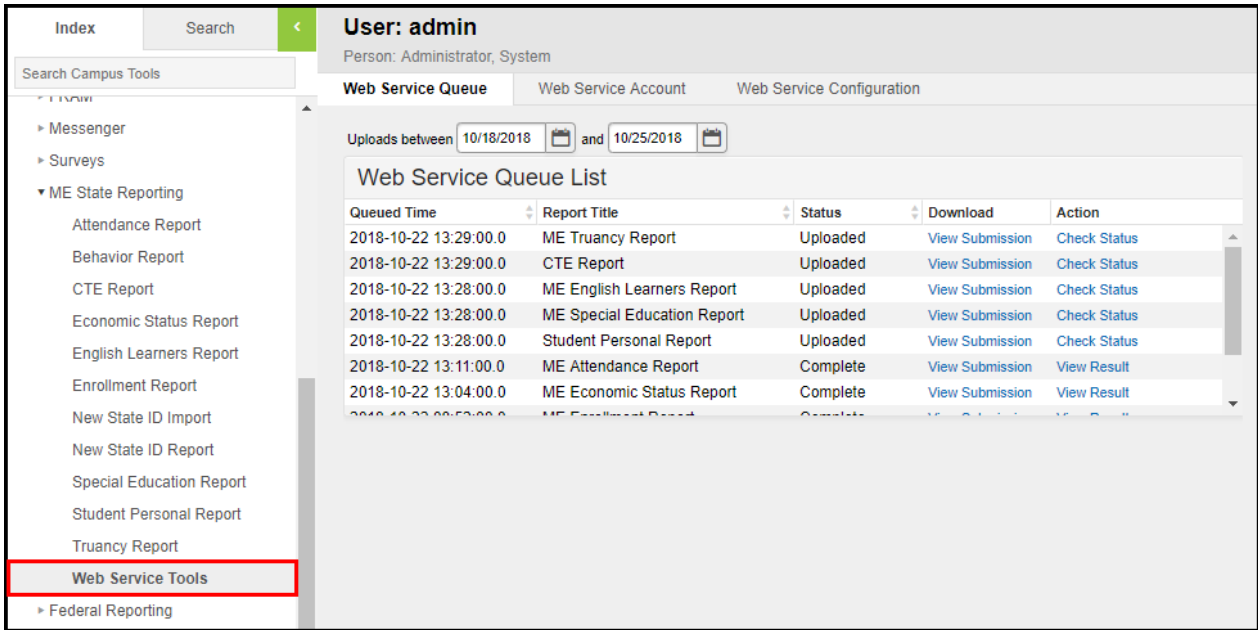 Index Search <
Search Campus Tools
Messenger
Surveys
ME State Reporting
Attendance Report
Behavior Report
CTE Report
Economic Status Report
English Learners Report
Enrollment Report
New State ID Import
New State ID Report
Special Education Report
Student Personal Report
Truancy Report
Web Service Tools
Federal Reporting
User: admin
Person: Administrator, System
Web Service Queue Web Service Account Web Service Configuration
Uploads between 10/18/2018 and 10/25/2018
Web Service Queue List
Queued Time Report Title Status Download Action
2018-10-22 13:29:00.0 ME Truancy Report Uploaded View Submission Check Status
2018-10-22 13:29:00.0 CTE Report Uploaded View Submission Check Status
2018-10-22 13:28:00.0 ME English Learners Report Uploaded View Submission Check Status
2018-10-22 13:28:00.0 ME Special Education Report Uploaded View Submission Check Status
2018-10-22 13:28:00.0 Student Personal Report Uploaded View Submission Check Status
2018-10-22 13:11:00.0 ME Attendance Report Complete View Submission View Result
2018-10-22 13:04:00.0 ME Economic Status Report Complete View Submission View Result